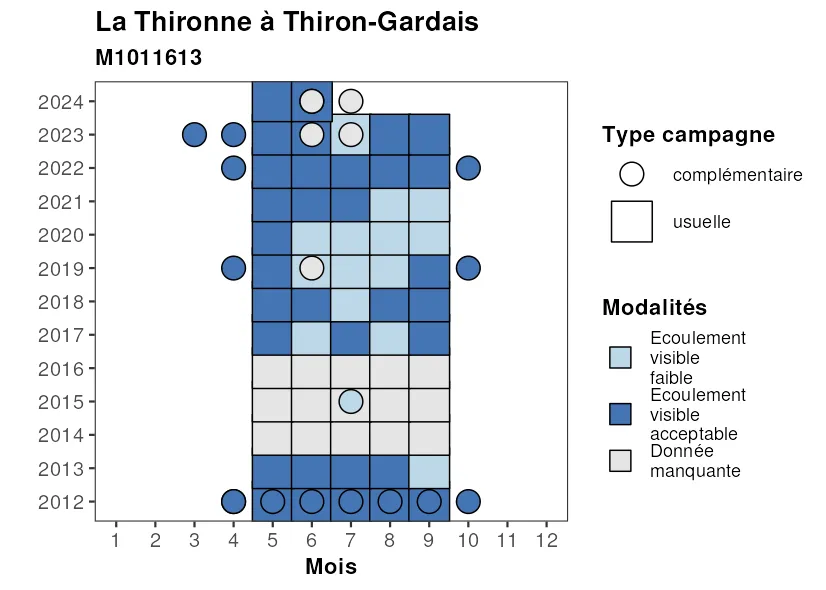 La Thironne à Thiron-Gardais
M1011613
2024
2023
2022
2021
2020
2019
2018
2017
2016
2015
2014
2013
2012
1 2 3 4 5 6 7 8 9 10 11 12
Mois
Type campagne
complémentaire
usuelle
Modalités
Ecoulement
visible
faible
Ecoulement
visible
acceptable
Donnée
manquante